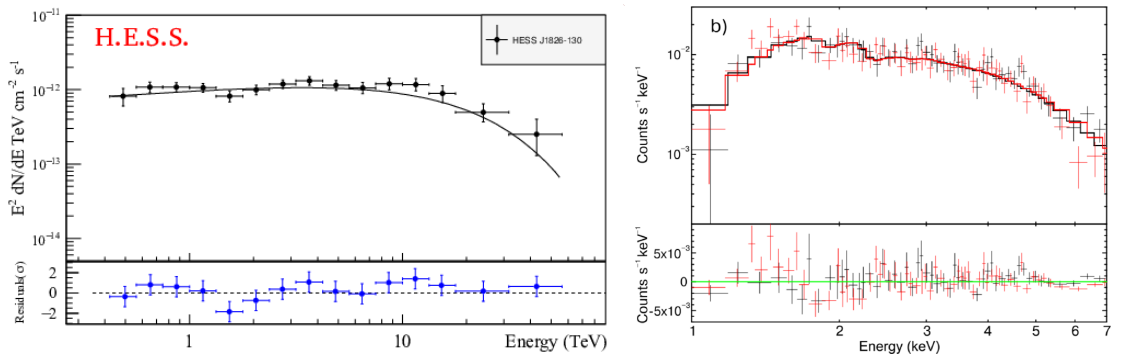 H.E.S.S.
HESS J1826-130
E² dN/dE TeV cm⁻² s⁻¹
10⁻¹¹
10⁻¹²
10⁻¹³
10⁻¹⁴
Residuals(σ)
2
0
−2
1
10
Energy (TeV)
b)
Counts s⁻¹ keV⁻¹
10⁻²
10⁻³
Counts s⁻¹ keV⁻¹
5×10⁻³
0
-5×10⁻³
1
2
3
4
5
6
7
Energy (keV)